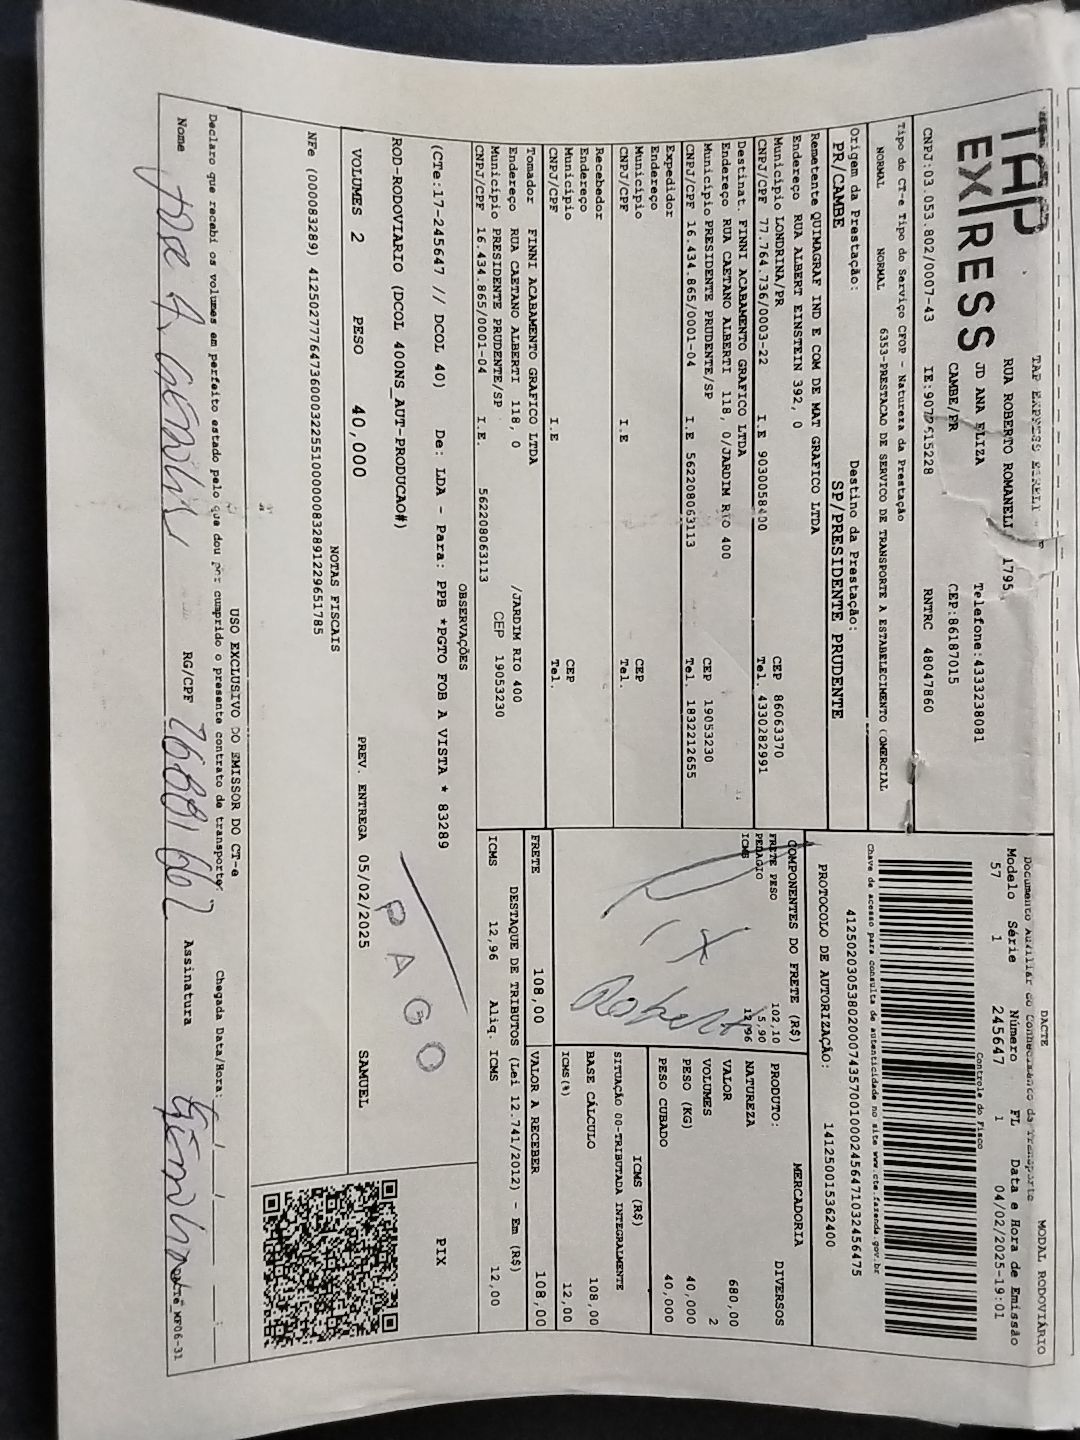 TAP
EXPRESS
RUA ROBERTO ROMANELI 1795
JD ANA ELIZA Telefone:4333238081
CAMBE/PR CEP:86187015
CNPJ:03.053.802/0007-43 RNTRC 48047860
Tipo do CT-e Tipo do Serviço CFOP - Natureza da Prestação
NORMAL NORMAL 6353-PRESTACAO DE SERVICO DE TRANSPORTE A ESTABELECIMENTO COMERCIAL
Origem da Prestação: Destino da Prestação:
PR/CAMBE SP/PRESIDENTE PRUDENTE
Remetente QUIMAGRAF IND E COM DE MAT GRAFICO LTDA
Endereço RUA ALBERT EINSTEIN 392, 0
Município LONDRINA/PR CEP 86063370
CNPJ/CPF 77.764.736/0003-22 I.E 9030058400 Tel. 4330282991
Destinat. FINNI ACABAMENTO GRAFICO LTDA
Endereço RUA CAETANO ALBERTI 118, 0/JARDIM RIO 400
Município PRESIDENTE PRUDENTE/SP CEP 19053230
CNPJ/CPF 16.434.865/0001-04 I.E 562208063113 Tel. 1832212655
Expedidor
Endereço
Município CEP
CNPJ/CPF I.E Tel.
Recebedor
Endereço
Município CEP
CNPJ/CPF I.E Tel.
Tomador FINNI ACABAMENTO GRAFICO LTDA
Endereço RUA CAETANO ALBERTI 118, 0 /JARDIM RIO 400
Município PRESIDENTE PRUDENTE/SP CEP 19053230
CNPJ/CPF 16.434.865/0001-04 I.E. 562208063113
DACTE MODAL RODOVIÁRIO
Documento Auxiliar do Conhecimento de Transporte
Modelo Série Número FL Data e Hora de Emissão
57 1 245647 1 04/02/2025-19:01
Controle do Fisco
Chave de acesso para consulta de autenticidade no site www.cte.fazenda.gov.br
41250203053802000743570010002456471032456475
PROTOCOLO DE AUTORIZAÇÃO: 141250015362400
COMPONENTES DO FRETE (R$)
FRETE PESO 102,10
PEDAGIO 5,90
ICMS 12,96
PIX
Robert
MERCADORIA
PRODUTO: DIVERSOS
NATUREZA
VALOR 680,00
VOLUMES 2
PESO (KG) 40,000
PESO CUBADO 40,000
ICMS (R$)
SITUAÇÃO 00-TRIBUTADA INTEGRALMENTE
BASE CÁLCULO 108,00
ICMS(%) 12,00
FRETE 108,00 VALOR A RECEBER 108,00
DESTAQUE DE TRIBUTOS (Lei 12.741/2012) - Em (R$)
ICMS 12,96 Aliq. ICMS 12,00
OBSERVAÇÕES
(CTe:17-245647 // DCOL 40) De: LDA - Para: PPB *PGTO FOB A VISTA * 83289
PIX
PAGO
ROD-RODOVIARIO (DCOL 400NS_AUT-PRODUCAO#)
VOLUMES 2 PESO 40,000 PREV. ENTREGA 05/02/2025 SAMUEL
NOTAS FISCAIS
NFe (000083289) 41250277764736000322551000000832891229651785
USO EXCLUSIVO DO EMISSOR DO CT-e
Declaro que recebi os volumes em perfeito estado pelo que dou por cumprido o presente contrato de transporte. Chegada Data/Hora: / /
Nome RG/CPF Assinatura